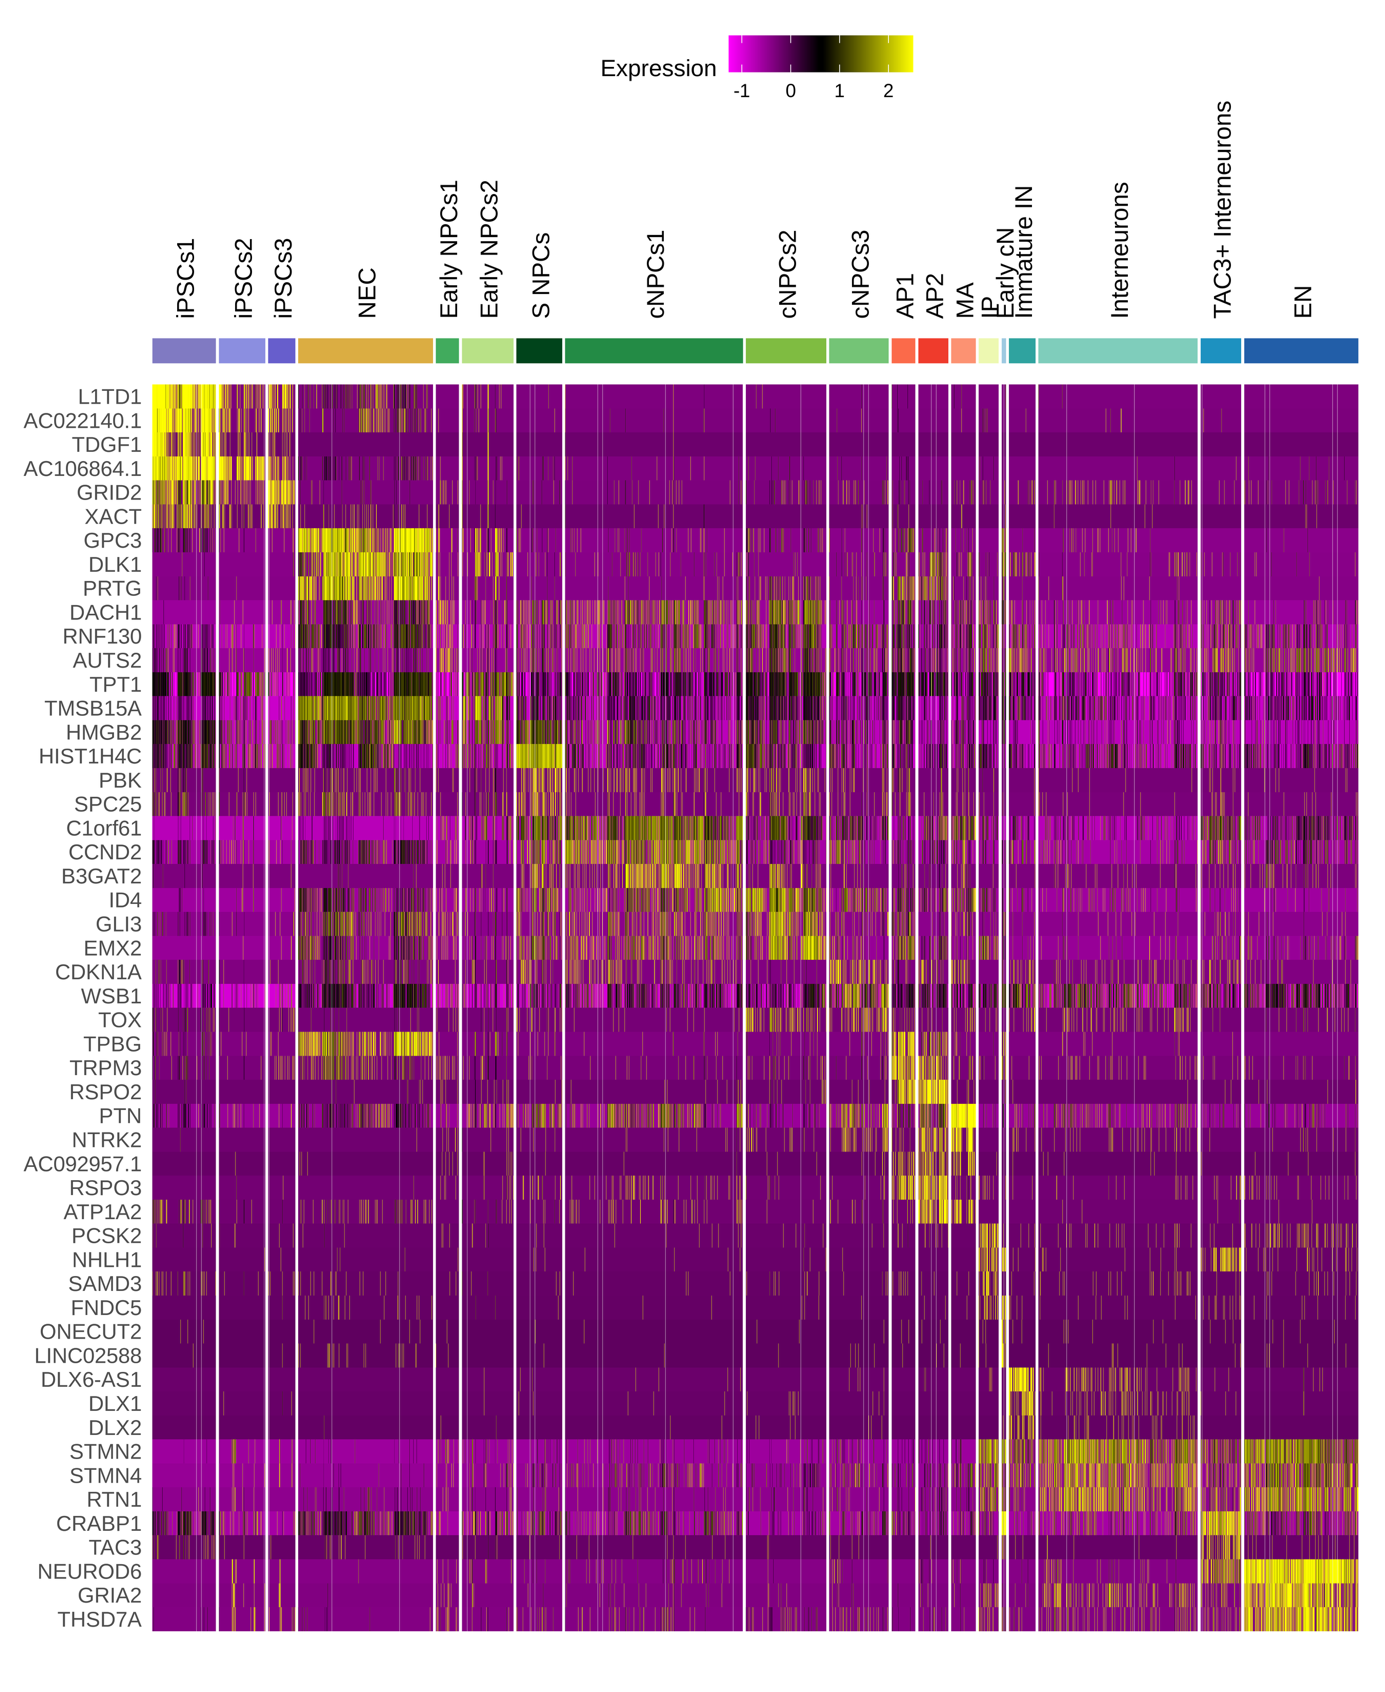 Expression
-1 0 1 2
iPSCs1
iPSCs2
iPSCs3
NEC
Early NPCs1
Early NPCs2
S NPCs
cNPCs1
cNPCs2
cNPCs3
AP1
AP2
MA
IP
Early cN
Immature IN
Interneurons
TAC3+ Interneurons
EN
L1TD1
AC022140.1
TDGF1
AC106864.1
GRID2
XACT
GPC3
DLK1
PRTG
DACH1
RNF130
AUTS2
TPT1
TMSB15A
HMGB2
HIST1H4C
PBK
SPC25
C1orf61
CCND2
B3GAT2
ID4
GLI3
EMX2
CDKN1A
WSB1
TOX
TPBG
TRPM3
RSPO2
PTN
NTRK2
AC092957.1
RSPO3
ATP1A2
PCSK2
NHLH1
SAMD3
FNDC5
ONECUT2
LINC02588
DLX6-AS1
DLX1
DLX2
STMN2
STMN4
RTN1
CRABP1
TAC3
NEUROD6
GRIA2
THSD7A